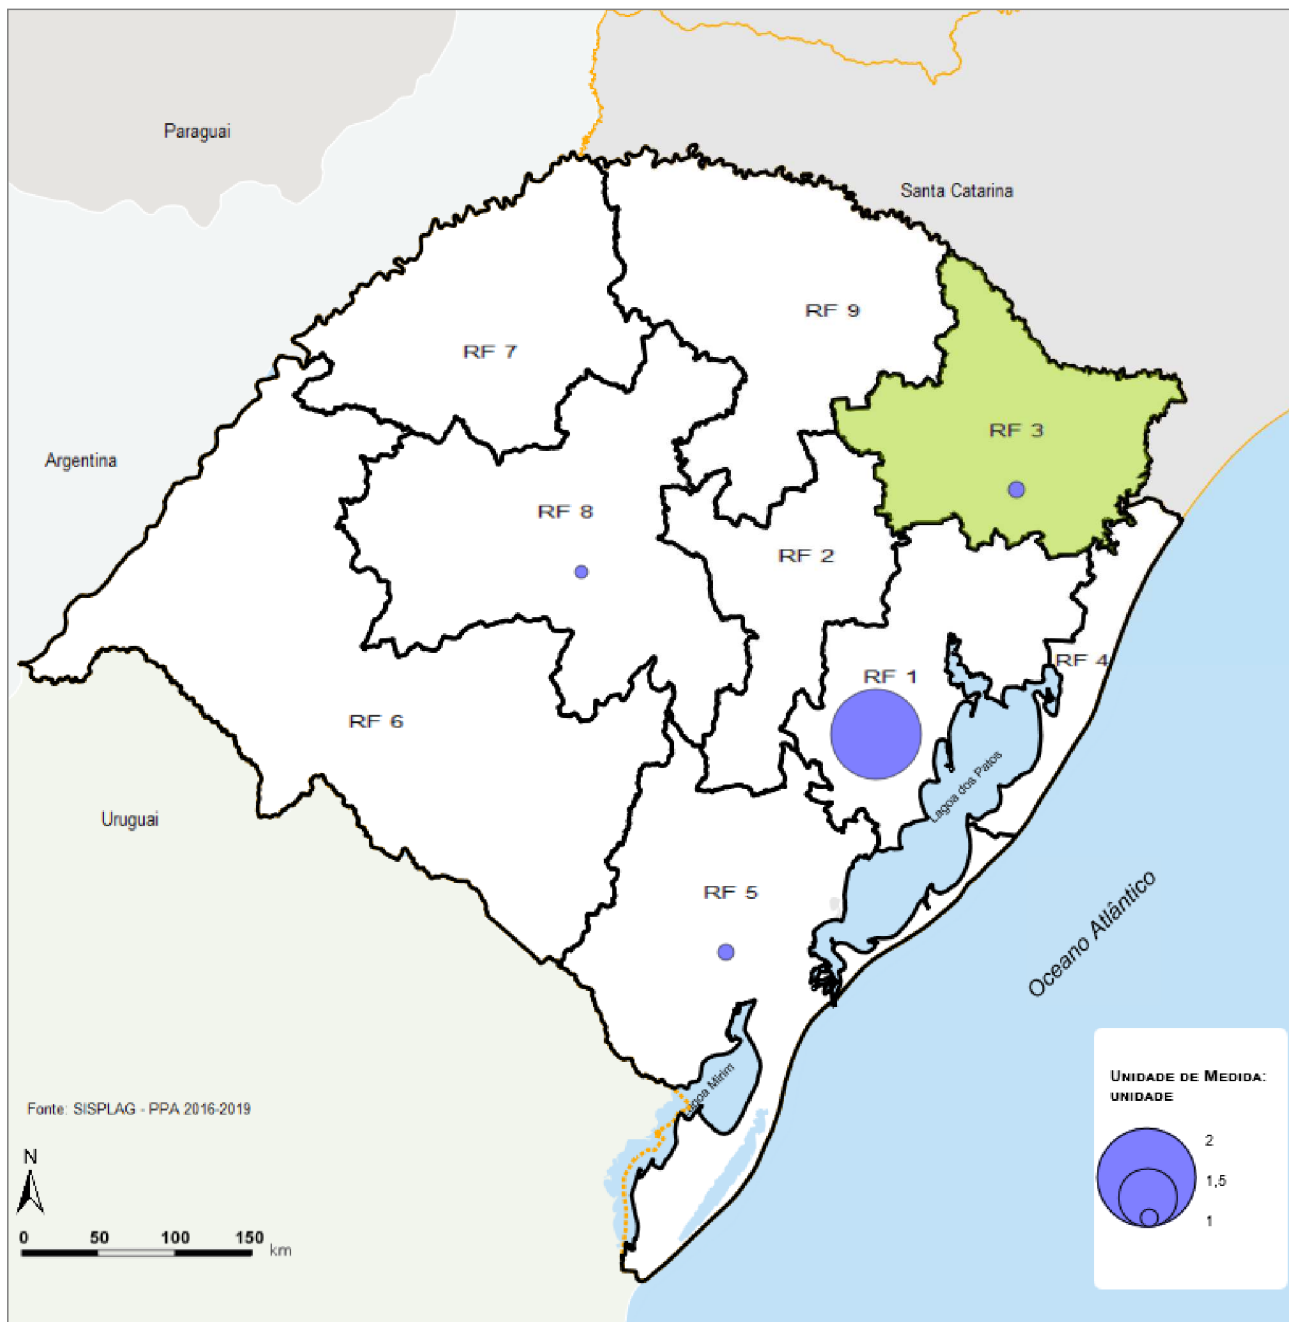 Paraguai
Santa Catarina
RF 9
RF 7
RF 3
Argentina
RF 8
RF 2
RF 4
RF 1
RF 6
Lagoa dos Patos
Uruguai
RF 5
Oceano Atlântico
Lagoa Mirim
UNIDADE DE MEDIDA:
UNIDADE
2
1,5
1
Fonte: SISPLAG - PPA 2016-2019
N
0 50 100 150
km